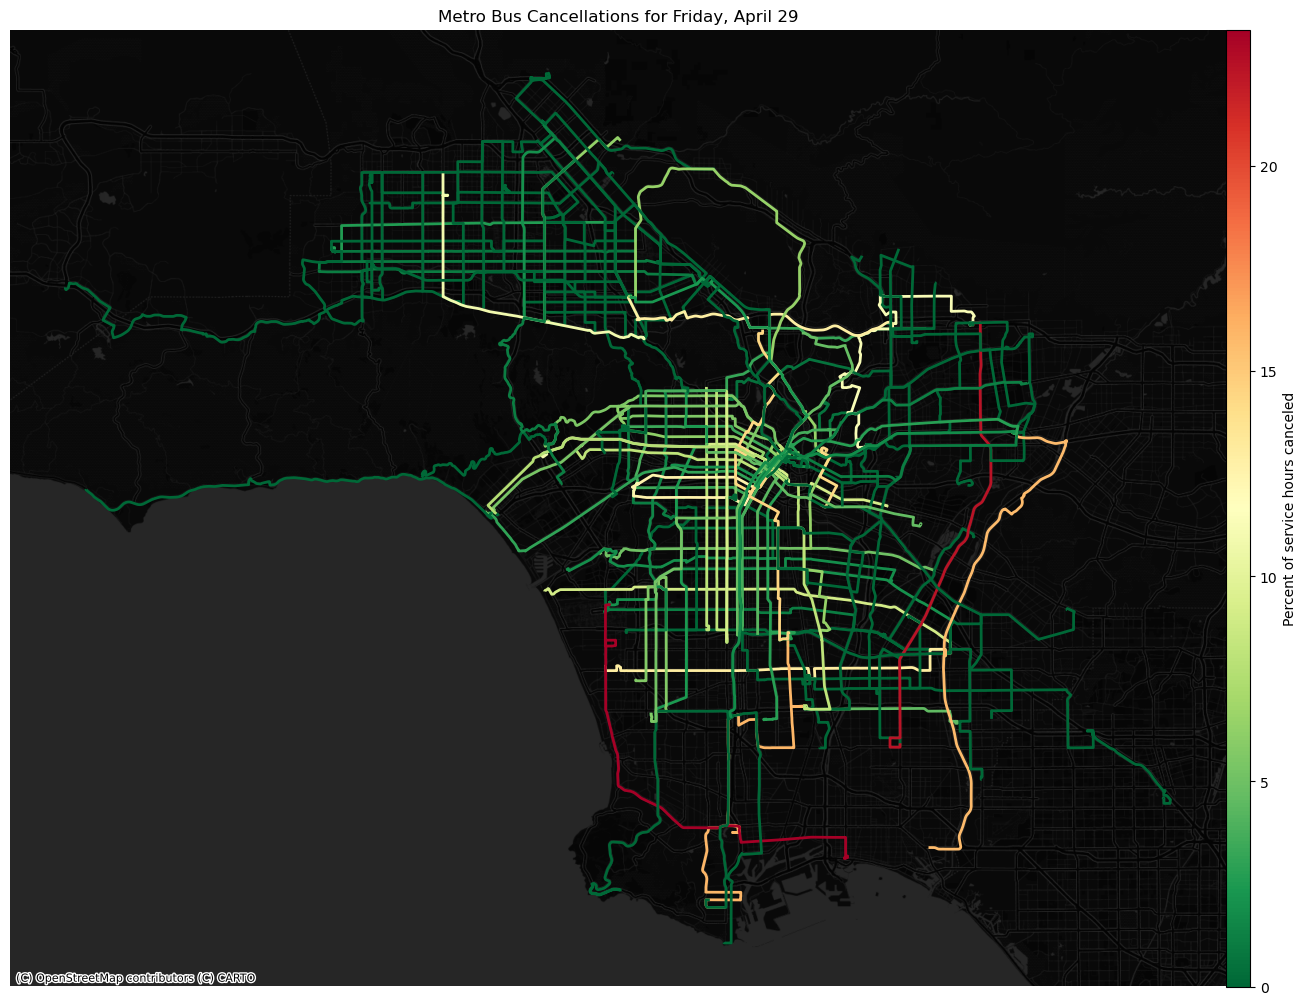 Metro Bus Cancellations for Friday, April 29
20
15
10
5
0
Percent of service hours canceled
(C) OpenStreetMap contributors (C) CARTO